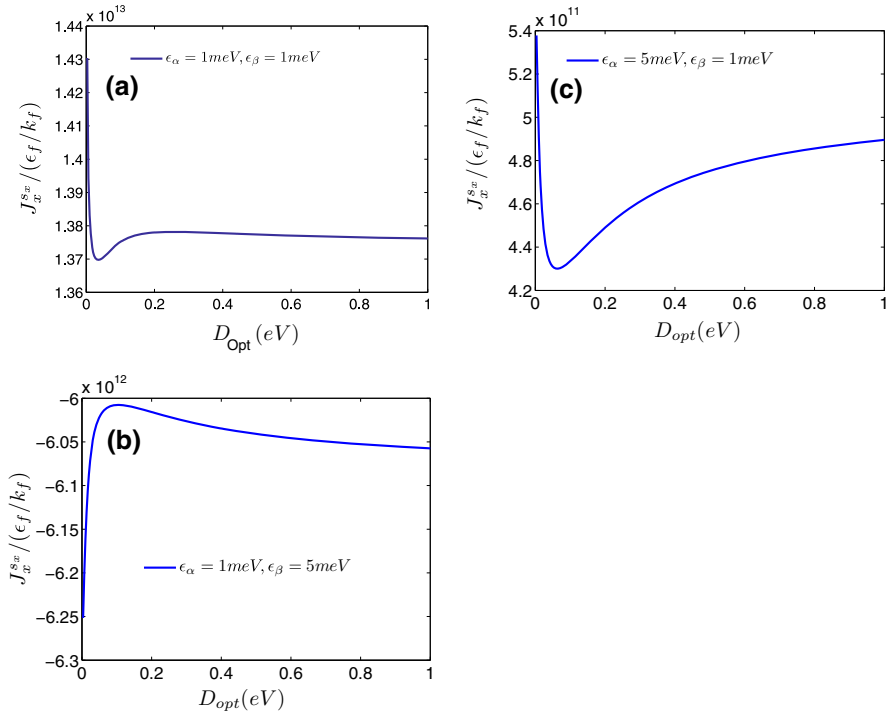 x 10^13
1.44
1.43
1.42
1.41
1.4
1.39
1.38
1.37
1.36
J_x^{s_x}/(ϵ_f/k_f)
(a)
ϵ_α = 1meV, ϵ_β = 1meV
0 0.2 0.4 0.6 0.8 1
D_Opt(eV)
x 10^11
5.4
5.2
5
4.8
4.6
4.4
4.2
J_x^{s_x}/(ϵ_f/k_f)
(c)
ϵ_α = 5meV, ϵ_β = 1meV
0 0.2 0.4 0.6 0.8 1
D_opt(eV)
x 10^12
−6
−6.05
−6.1
−6.15
−6.2
−6.25
−6.3
J_x^{s_x}/(ϵ_f/k_f)
(b)
ϵ_α = 1meV, ϵ_β = 5meV
0 0.2 0.4 0.6 0.8 1
D_opt(eV)